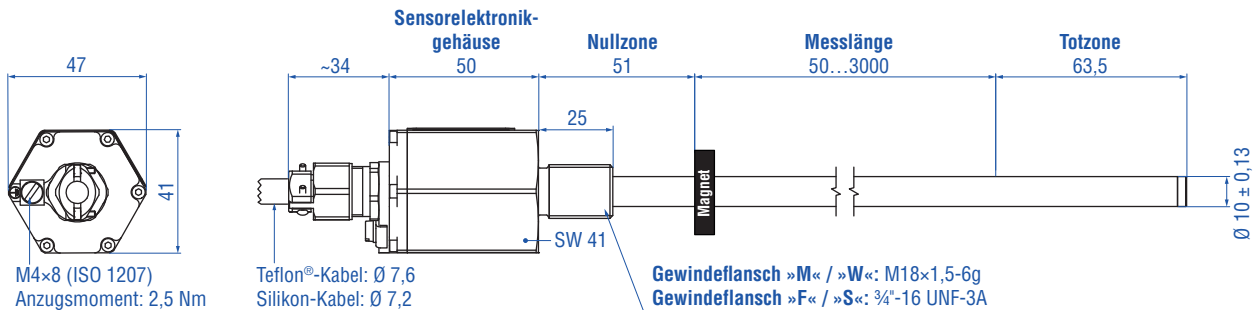 Sensorelektronik-
gehäuse
Nullzone
Messlänge
Totzone
47
~34
50
51
50…3000
63,5
25
41
Magnet
Ø 10 ± 0,13
SW 41
M4×8 (ISO 1207)
Anzugsmoment: 2,5 Nm
Teflon®-Kabel: Ø 7,6
Silikon-Kabel: Ø 7,2
Gewindeflansch »M« / »W«: M18×1,5-6g
Gewindeflansch »F« / »S«: ¾"-16 UNF-3A